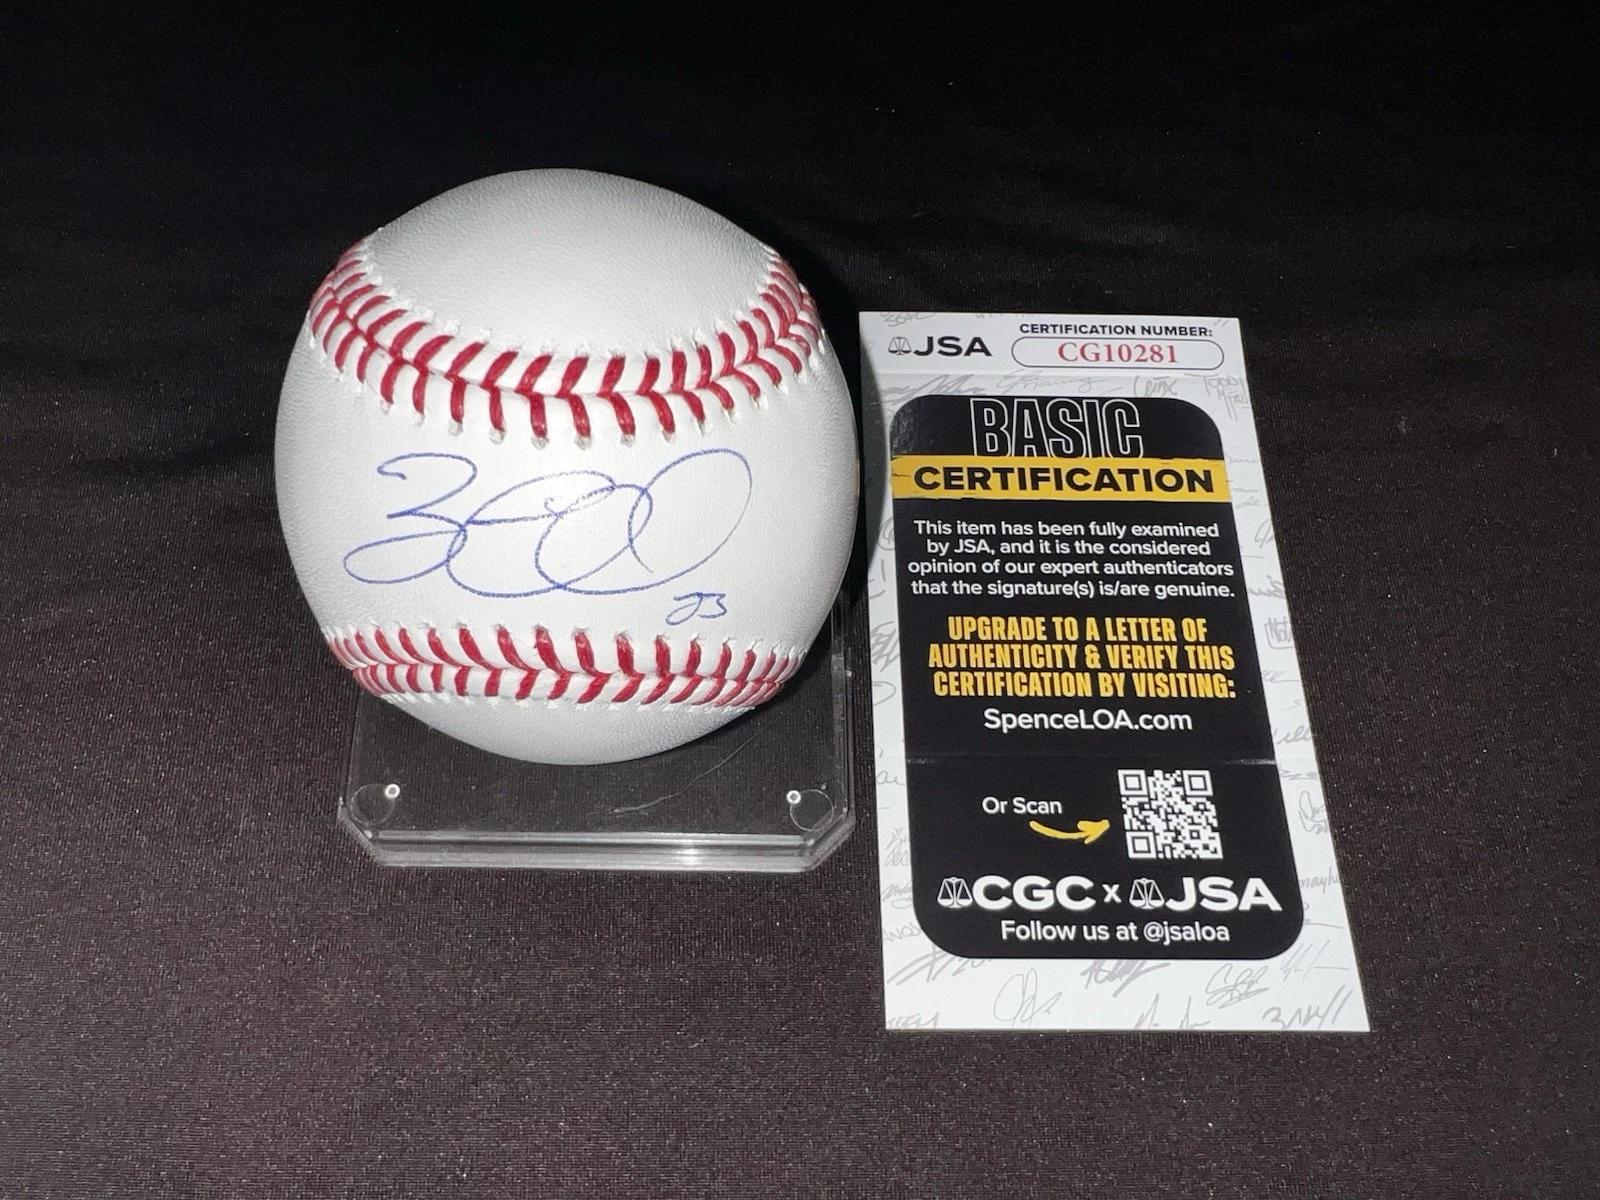 23
JSA
CERTIFICATION NUMBER:
CG10281
BASIC
CERTIFICATION
This item has been fully examined
by JSA, and it is the considered
opinion of our expert authenticators
that the signature(s) is/are genuine.
UPGRADE TO A LETTER OF
AUTHENTICITY & VERIFY THIS
CERTIFICATION BY VISITING:
SpenceLOA.com
Or Scan
CGC x JSA
Follow us at @jsaloa